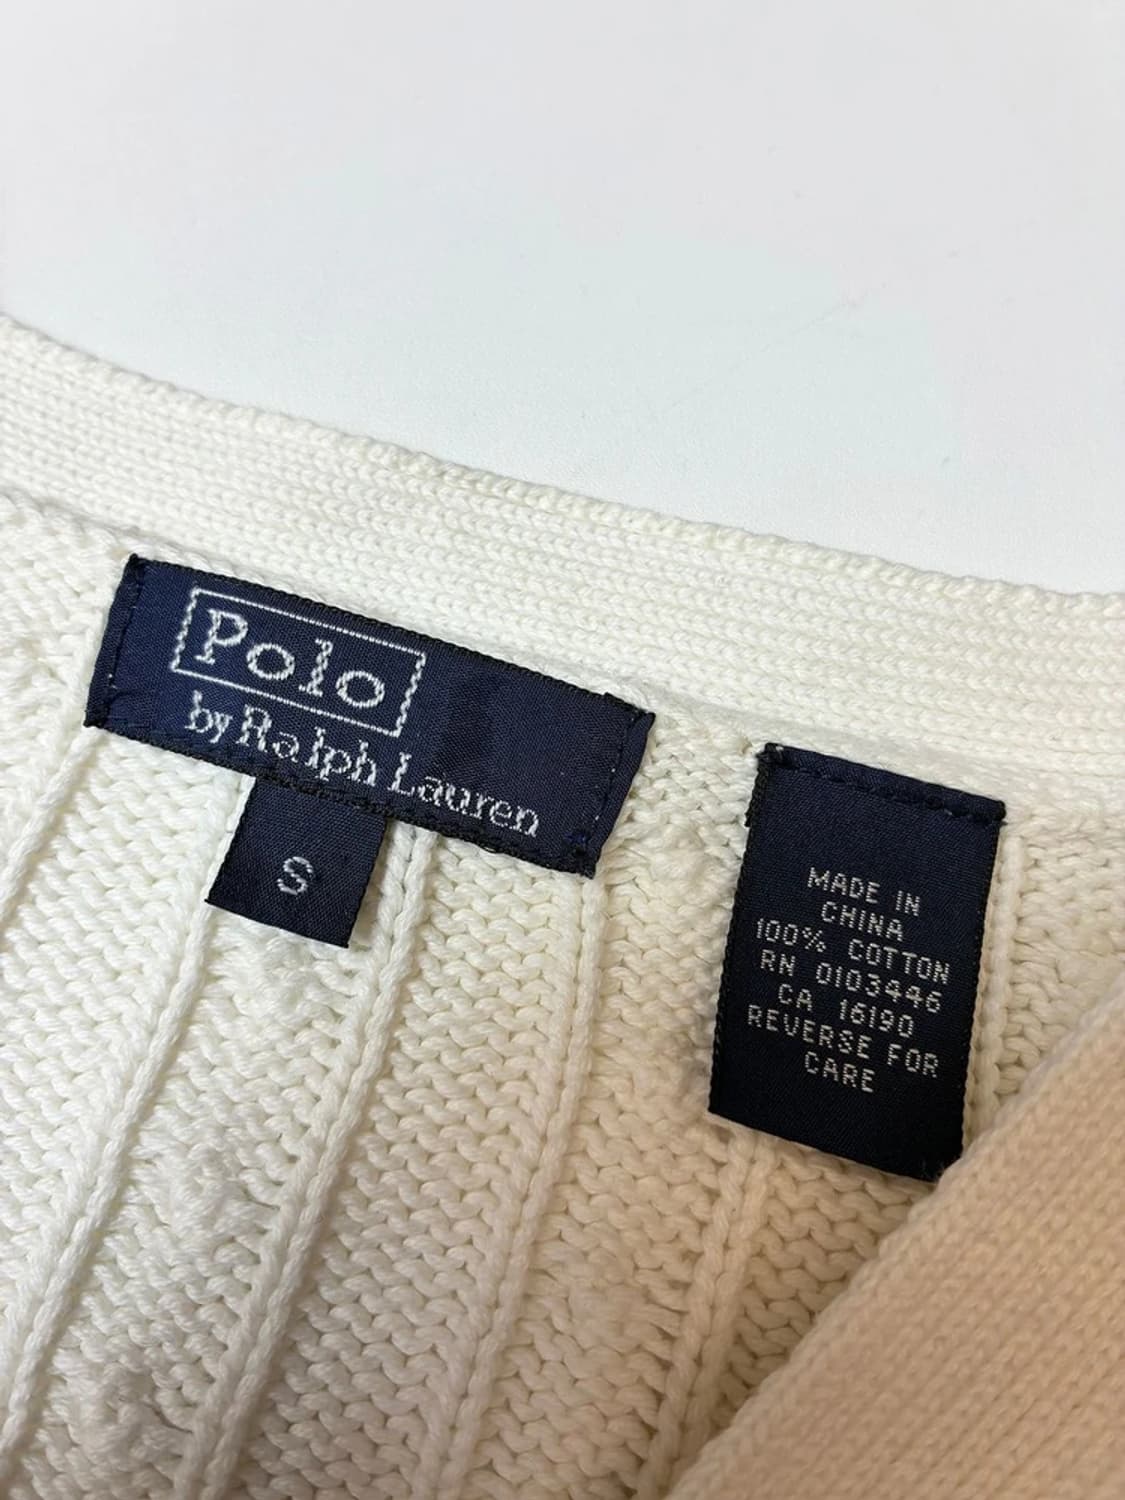 Polo
by Ralph Lauren
S
MADE IN
CHINA
100% COTTON
RN 0103446
CA 16190
REVERSE FOR
CARE